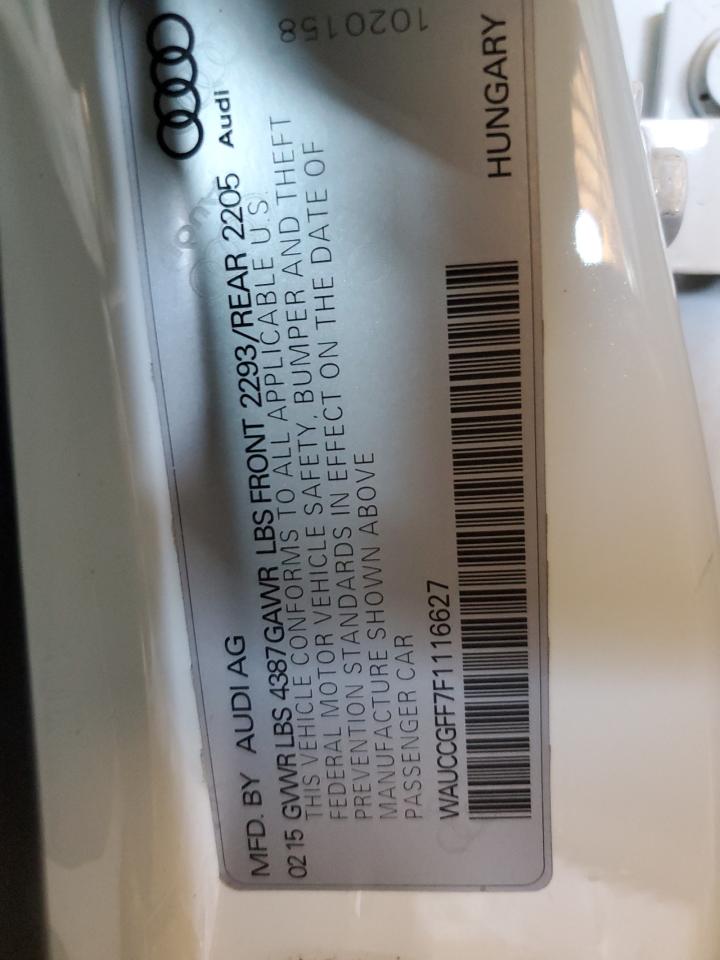 MFD. BY AUDI AG
02 15 GVWR LBS 4387 GAWR LBS FRONT 2293/REAR 2205 Audi
THIS VEHICLE CONFORMS TO ALL APPLICABLE U.S.
FEDERAL MOTOR VEHICLE SAFETY, BUMPER AND THEFT
PREVENTION STANDARDS IN EFFECT ON THE DATE OF
MANUFACTURE SHOWN ABOVE
PASSENGER CAR
1020158
WAUCCGFF7F1116627
HUNGARY